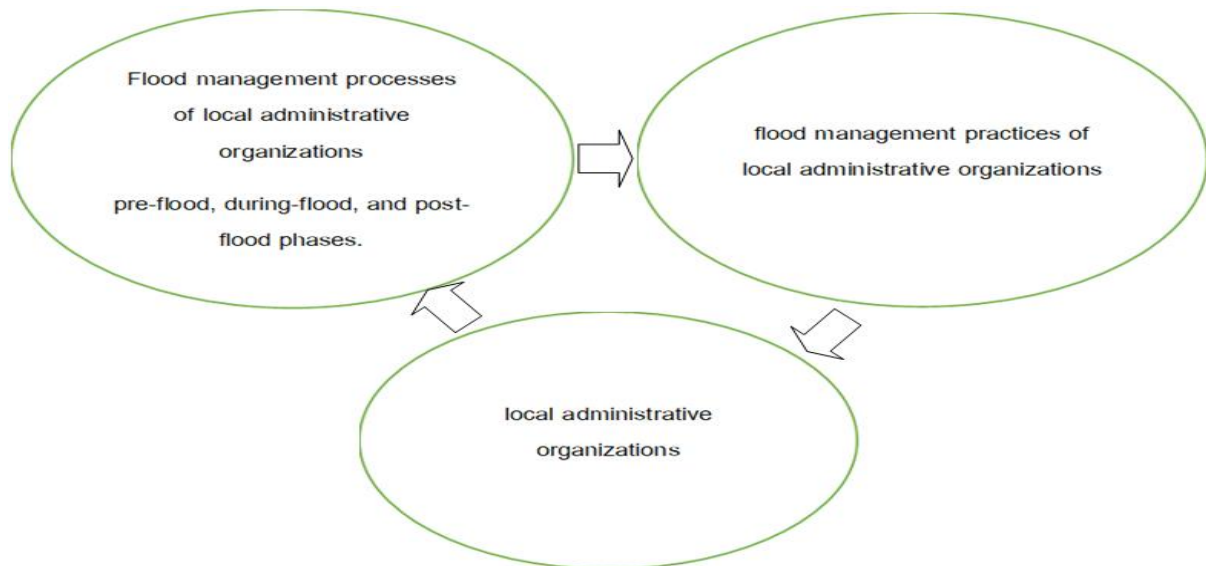 Flood management processes
of local administrative
organizations
pre-flood, during-flood, and post-
flood phases.
flood management practices of
local administrative organizations
local administrative
organizations